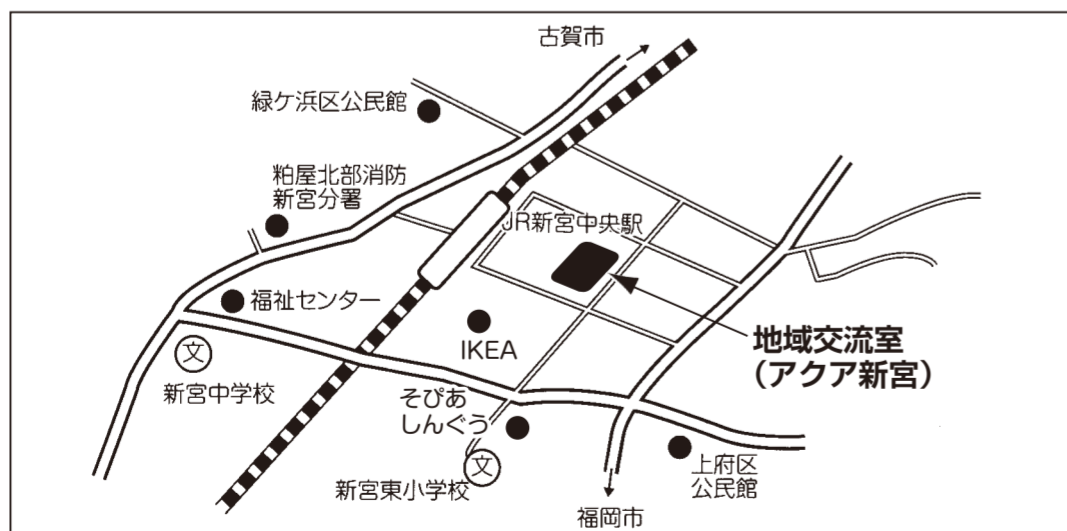 古賀市
緑ケ浜区公民館
粕屋北部消防
新宮分署
JR新宮中央駅
福祉センター
地域交流室
（アクア新宮）
IKEA
文
新宮中学校
そぴあ
しんぐう
文
新宮東小学校
上府区
公民館
福岡市